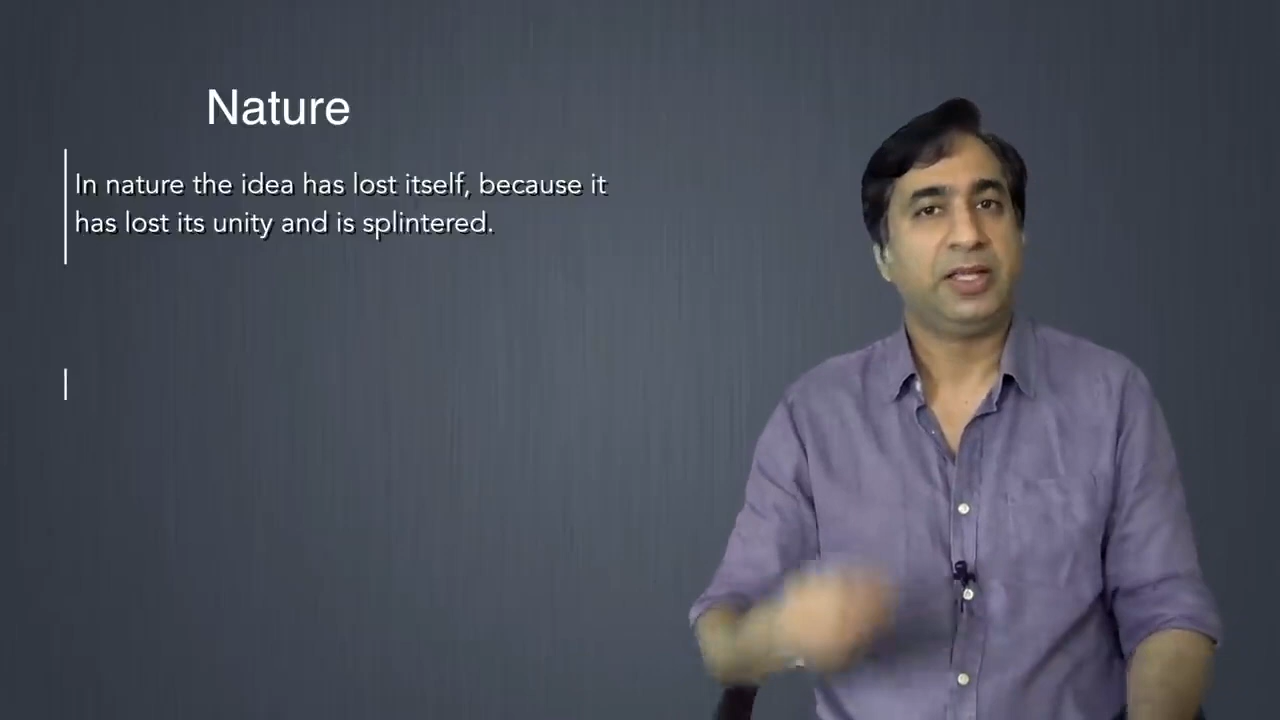 Nature
In nature the idea has lost itself, because it
has lost its unity and is splintered.